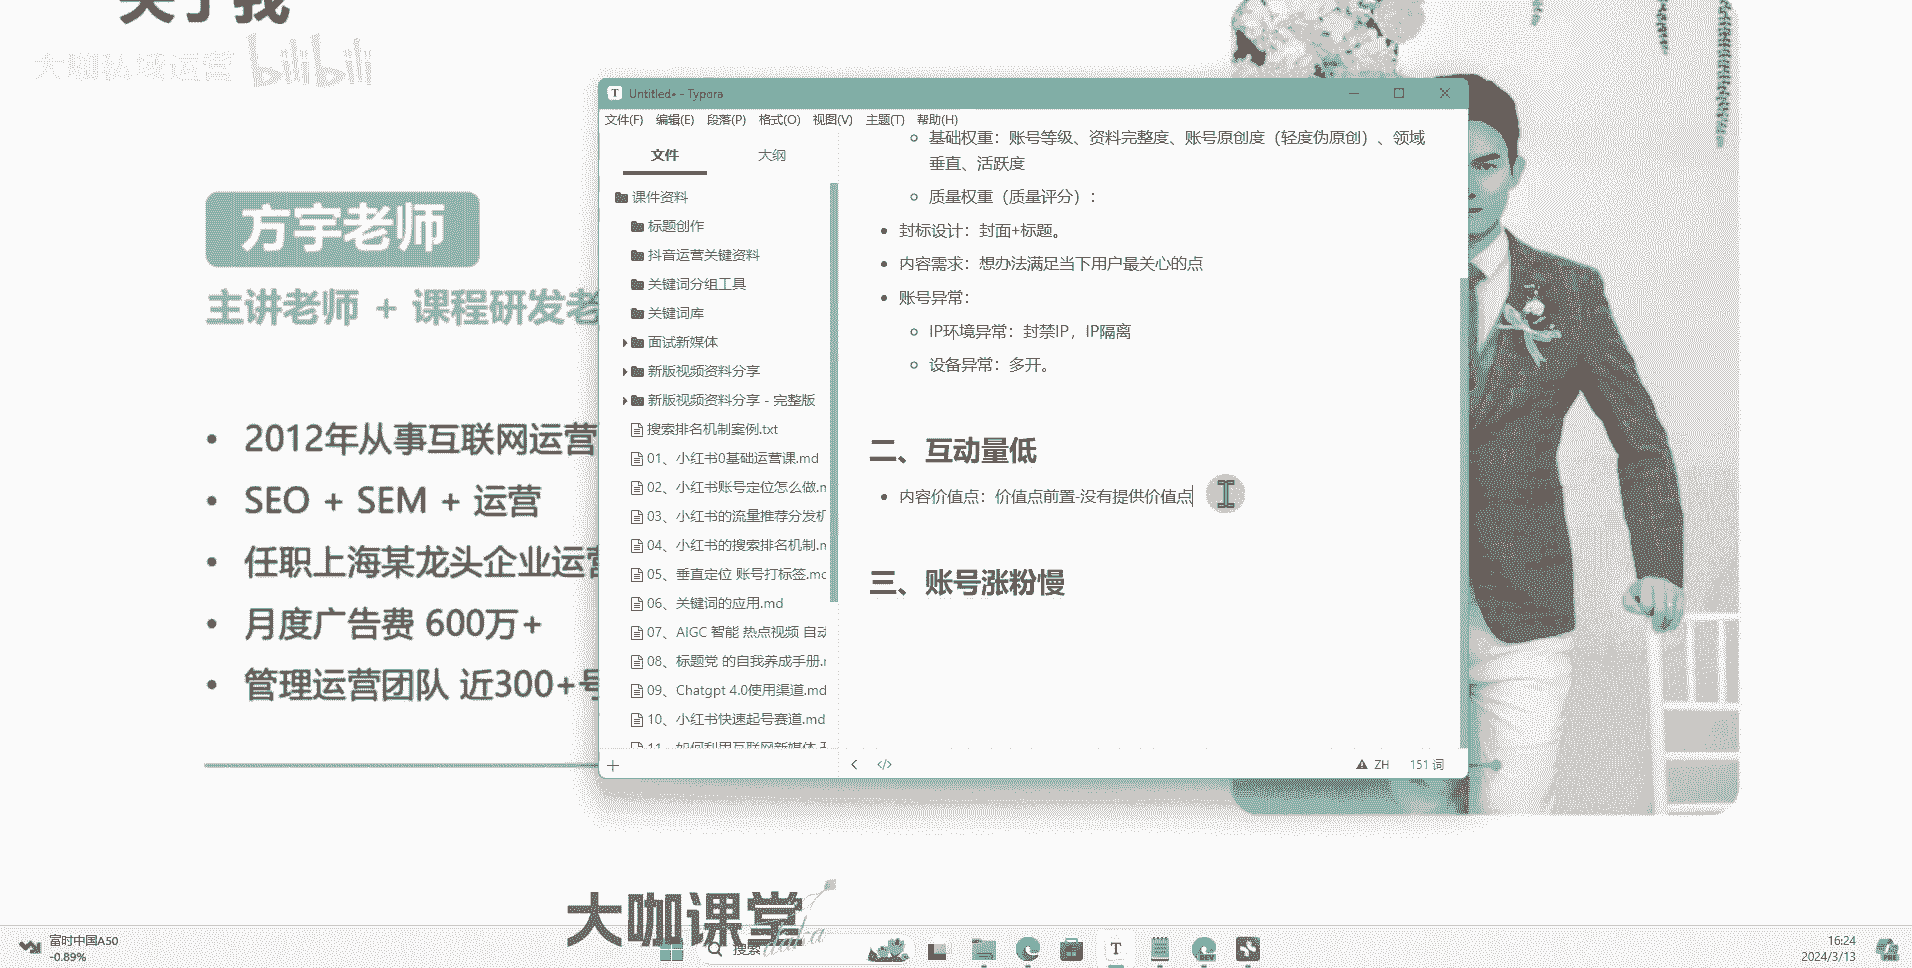 关于我
大咖私域运营 bilibili
方宇老师
主讲老师 + 课程研发老
2012年从事互联网运营
SEO + SEM + 运营
任职上海某龙头企业运营
月度广告费 600万+
管理运营团队 近300+号
Untitled• - Typora
文件(F) 编辑(E) 段落(P) 格式(O) 视图(V) 主题(T) 帮助(H)
文件 大纲
课件资料
标题创作
抖音运营关键资料
关键词分组工具
关键词库
面试新媒体
新版视频资料分享
新版视频资料分享 - 完整版
搜索排名机制案例.txt
01、小红书0基础运营课.md
02、小红书账号定位怎么做.m
03、小红书的流量推荐分发机
04、小红书的搜索排名机制.m
05、垂直定位 账号打标签.md
06、关键词的应用.md
07、AIGC 智能 热点视频 自动
08、标题党 的自我养成手册.m
09、Chatgpt 4.0使用渠道.md
10、小红书快速起号赛道.md
11、如何利用互联网新媒体
基础权重：账号等级、资料完整度、账号原创度（轻度伪原创）、领域
垂直、活跃度
质量权重（质量评分）：
封标设计：封面+标题。
内容需求：想办法满足当下用户最关心的点
账号异常：
IP环境异常：封禁IP，IP隔离
设备异常：多开。
二、互动量低
内容价值点：价值点前置-没有提供价值点
三、账号涨粉慢
ZH 151 词
大咖课堂
富时中国A50
-0.89%
搜索
T
DEV
PRE
16:24
2024/3/13